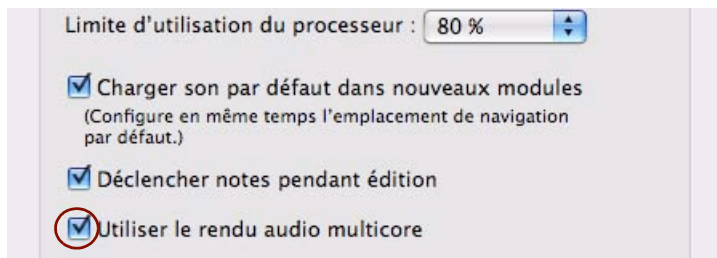 Limite d'utilisation du processeur : 80 %
Charger son par défaut dans nouveaux modules
(Configure en même temps l'emplacement de navigation
par défaut.)
Déclencher notes pendant édition
Utiliser le rendu audio multicore